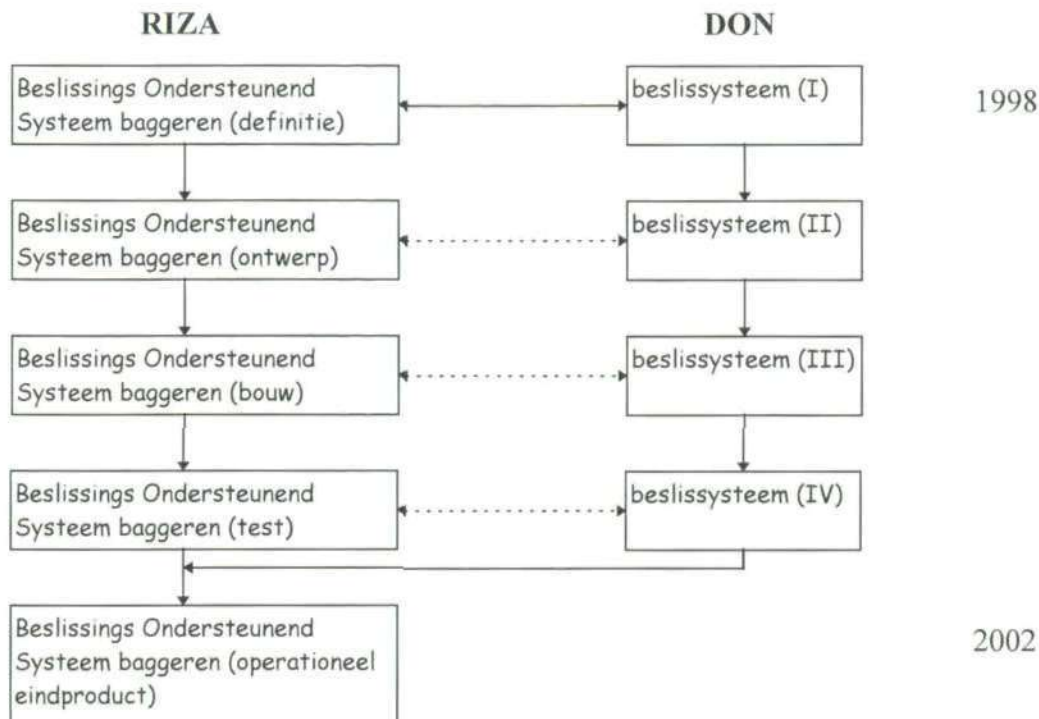 RIZA
DON
Beslissings Ondersteunend
Systeem baggeren (definitie)
beslissysteem (I)
1998
Beslissings Ondersteunend
Systeem baggeren (ontwerp)
beslissysteem (II)
Beslissings Ondersteunend
Systeem baggeren (bouw)
beslissysteem (III)
Beslissings Ondersteunend
Systeem baggeren (test)
beslissysteem (IV)
Beslissings Ondersteunend
Systeem baggeren (operationeel
eindproduct)
2002